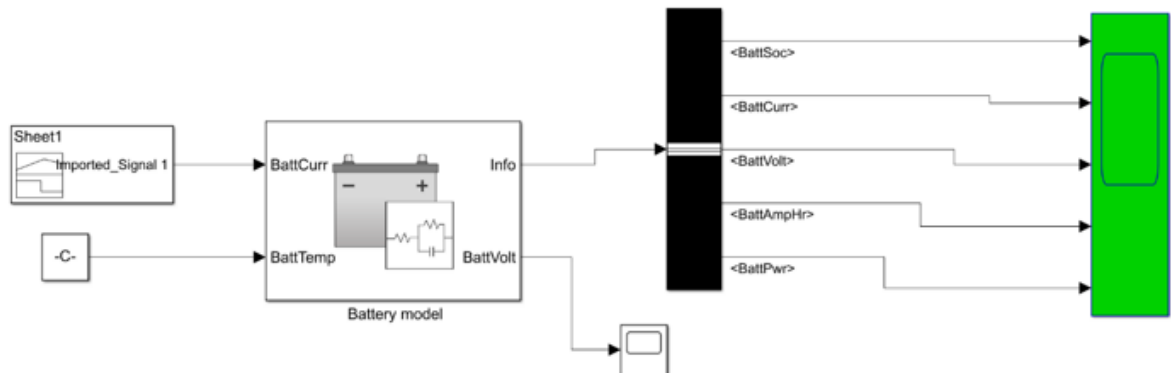 Sheet1
Imported_Signal 1
-C-
BattCurr
BattTemp
Info
BattVolt
Battery model
<BattSoc>
<BattCurr>
<BattVolt>
<BattAmpHr>
<BattPwr>